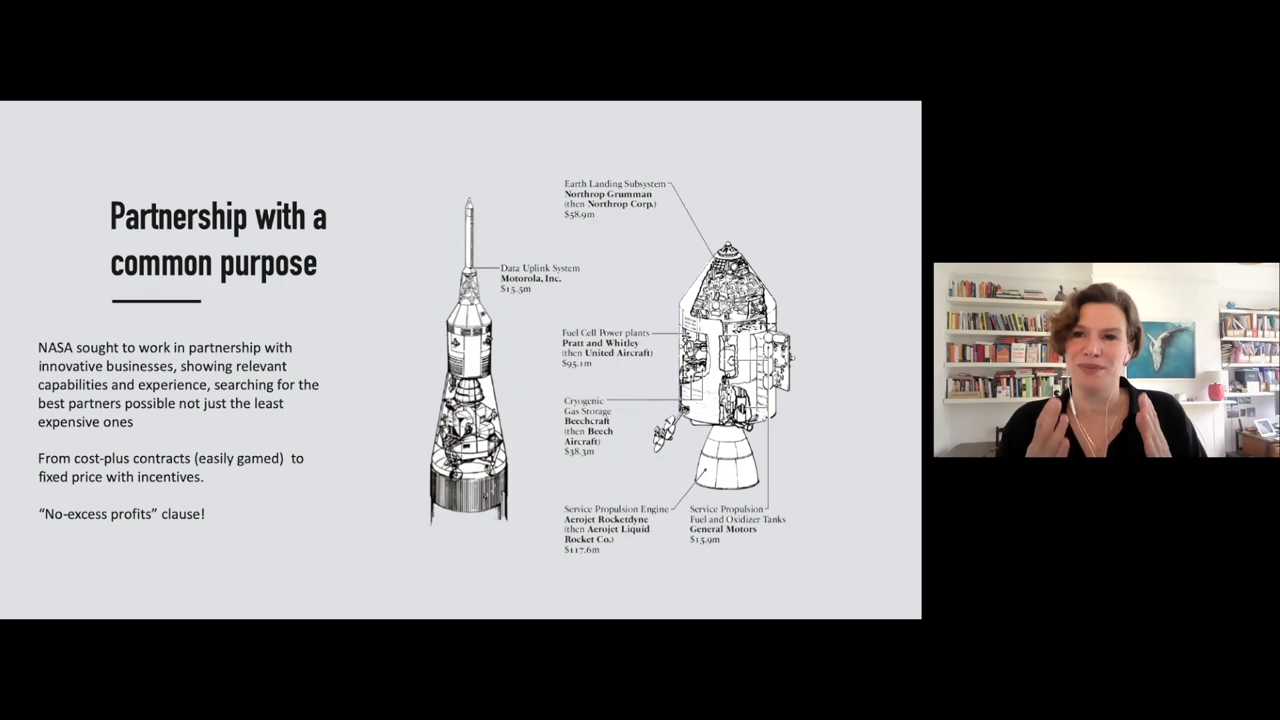 Partnership with a
common purpose
NASA sought to work in partnership with
innovative businesses, showing relevant
capabilities and experience, searching for the
best partners possible not just the least
expensive ones
From cost-plus contracts (easily gamed)  to
fixed price with incentives.
“No-excess profits” clause!
Data Uplink System
Motorola, Inc.
$15.5m
Earth Landing Subsystem
Northrop Grumman
(then Northrop Corp.)
$58.9m
Fuel Cell Power plants
Pratt and Whitley
(then United Aircraft)
$95.1m
Cryogenic
Gas Storage
Beechcraft
(then Beech
Aircraft)
$38.3m
Service Propulsion Engine
Aerojet Rocketdyne
(then Aerojet Liquid
Rocket Co.)
$117.6m
Service Propulsion
Fuel and Oxidizer Tanks
General Motors
$15.9m